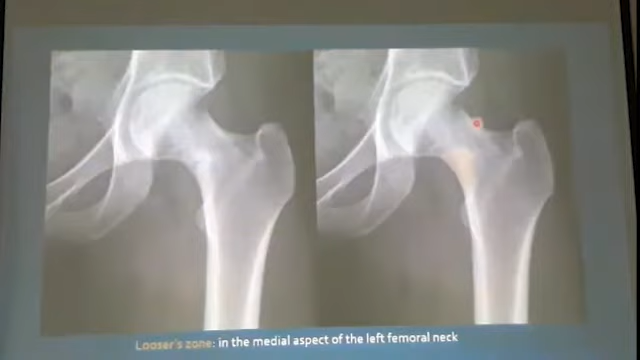 Looser's zone: in the medial aspect of the left femoral neck